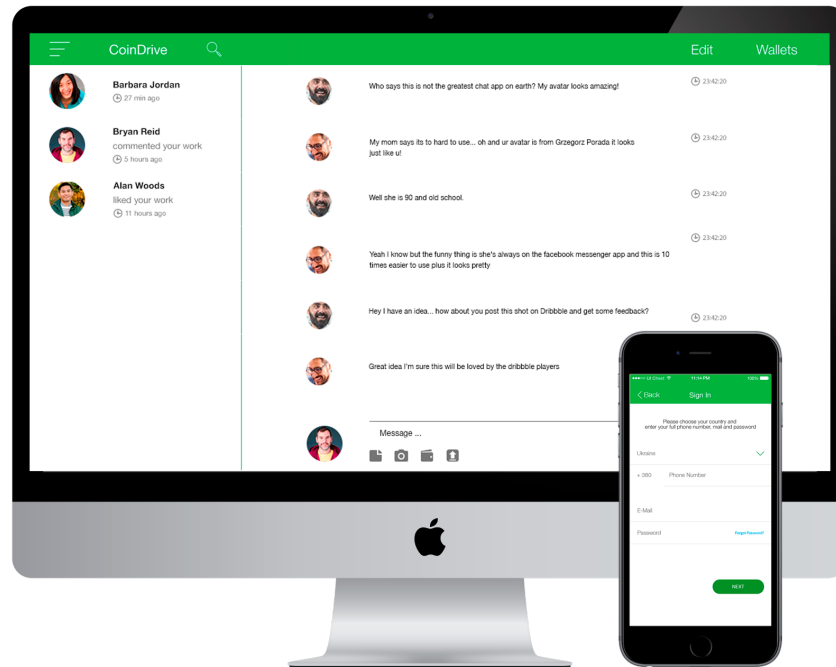 CoinDrive
Edit
Wallets
Barbara Jordan
27 min ago
Bryan Reid
commented your work
5 hours ago
Alan Woods
liked your work
11 hours ago
Who says this is not the greatest chat app on earth? My avatar looks amazing!
23:42:20
My mom says its to hard to use... oh and ur avatar is from Grzegorz Porada it looks
just like u!
23:42:20
Well she is 90 and old school.
23:42:20
Yeah I know but the funny thing is she's always on the facebook messenger app and this is 10
times easier to use plus it looks pretty
23:42:20
Hey I have an idea... how about you post this shot on Dribbble and get some feedback?
23:42:20
Great idea I'm sure this will be loved by the dribbble players
Message ...
UI Chest
11:14 PM
100%
Back
Sign In
Please choose your country and
enter your full phone number, mail and password
Ukraine
+ 380
Phone Number
E-Mail
Password
Forgot Password?
NEXT